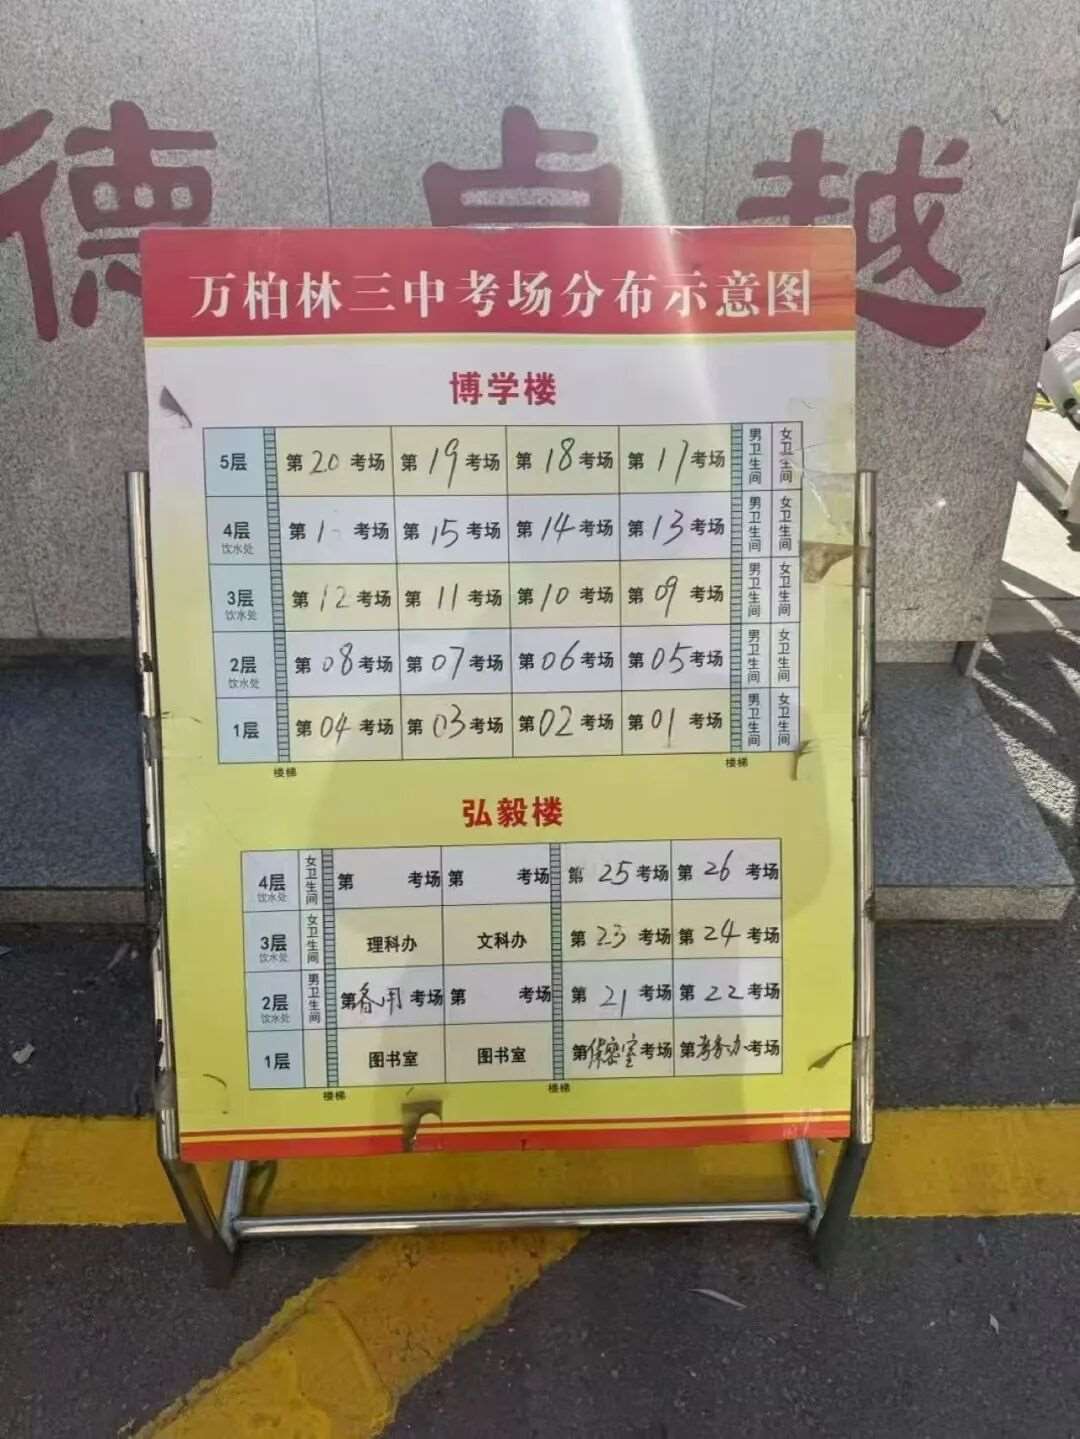 德 卓 越
万柏林三中考场分布示意图
博学楼
5层 第20考场 第19考场 第18考场 第17考场 男卫生间 女卫生间
4层 饮水处 第1 考场 第15考场 第14考场 第13考场 男卫生间 女卫生间
3层 饮水处 第12考场 第11考场 第10考场 第09考场 男卫生间 女卫生间
2层 饮水处 第08考场 第07考场 第06考场 第05考场 男卫生间 女卫生间
1层 第04考场 第03考场 第02考场 第01考场 男卫生间 女卫生间
楼梯 楼梯
弘毅楼
4层 饮水处 女卫生间 第 考场 第 考场 第25考场 第26考场
3层 饮水处 女卫生间 理科办 文科办 第23考场 第24考场
2层 饮水处 男卫生间 第备用考场 第 考场 第21考场 第22考场
1层 图书室 图书室 第保密室考场 第考务办考场
楼梯 楼梯